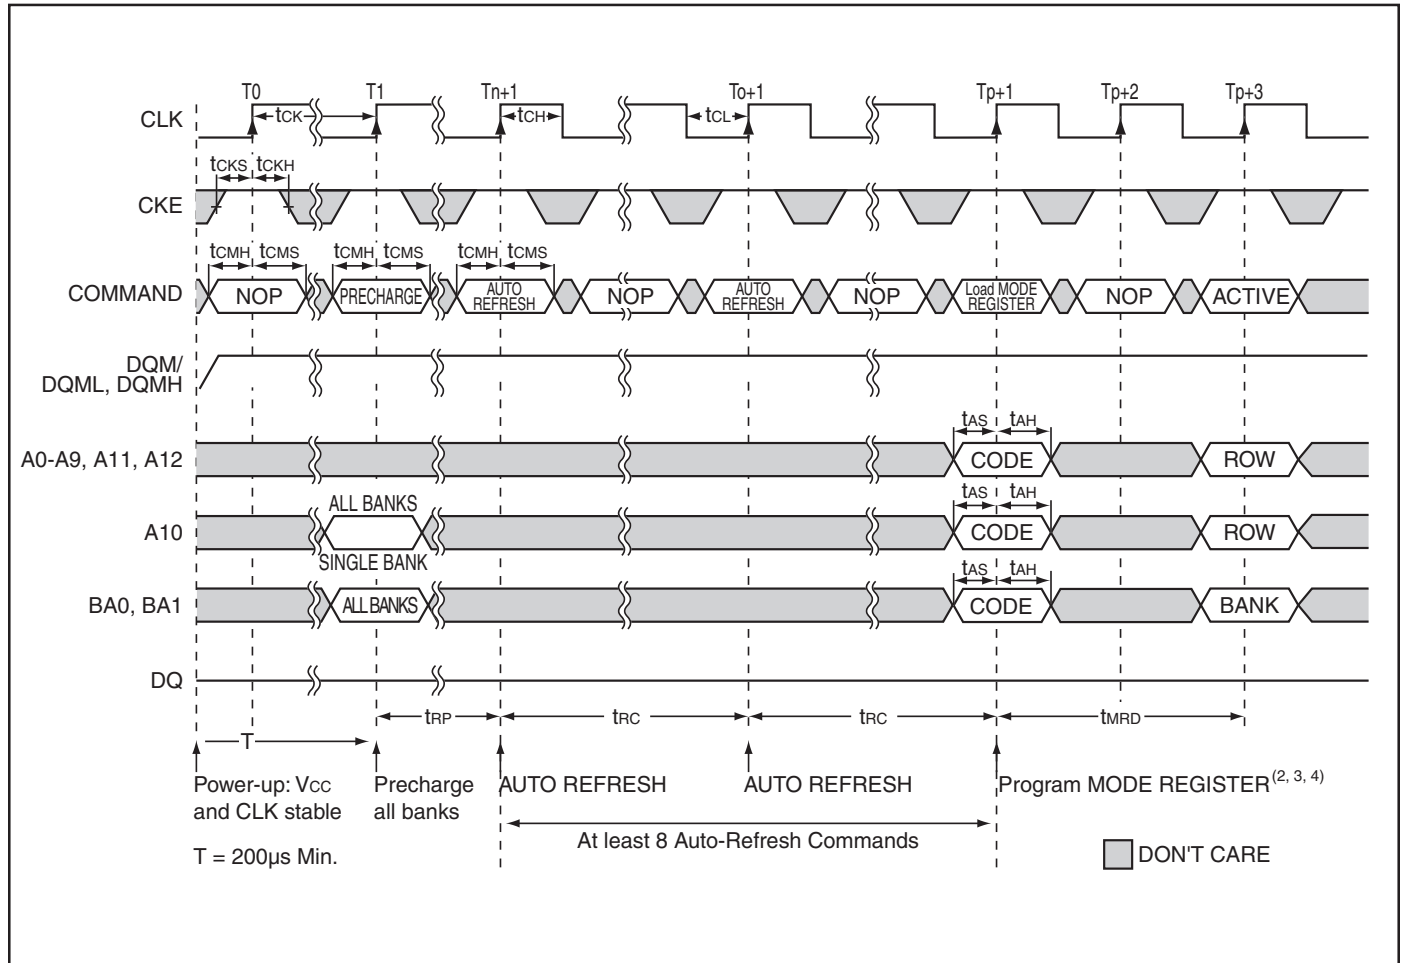 T0 T1 Tn+1 To+1 Tp+1 Tp+2 Tp+3
CLK tCK tCH tCL
tCKS tCKH
CKE
tCMH tCMS tCMH tCMS tCMH tCMS
COMMAND NOP PRECHARGE AUTO REFRESH NOP AUTO REFRESH NOP Load MODE REGISTER NOP ACTIVE
DQM/
DQML, DQMH
tAS tAH
A0-A9, A11, A12 CODE ROW
ALL BANKS tAS tAH
A10 CODE ROW
SINGLE BANK tAS tAH
BA0, BA1 ALL BANKS CODE BANK
DQ
tRP tRC tRC tMRD
T
Power-up: VCC Precharge AUTO REFRESH AUTO REFRESH Program MODE REGISTER(2, 3, 4)
and CLK stable all banks
At least 8 Auto-Refresh Commands
T = 200µs Min. DON'T CARE